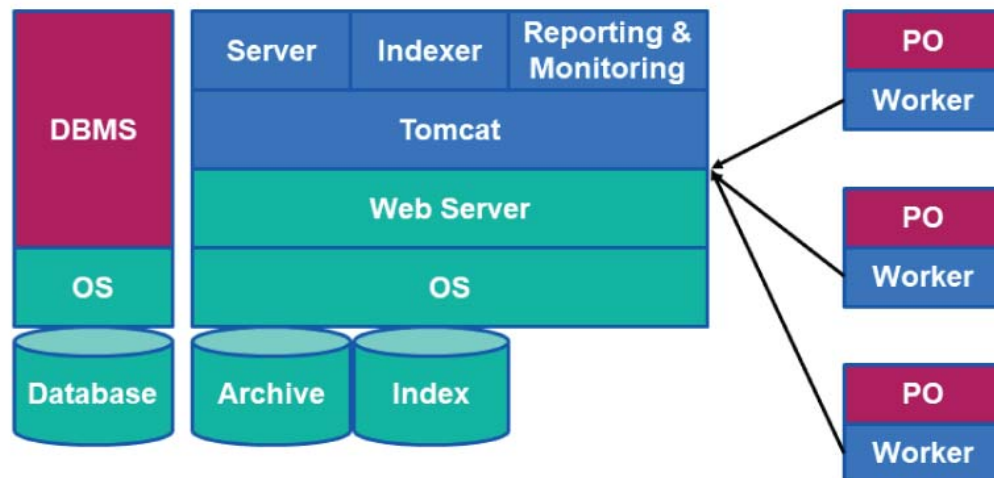 DBMS
OS
Database
Server
Indexer
Reporting &
Monitoring
Tomcat
Web Server
OS
Archive
Index
PO
Worker
PO
Worker
PO
Worker